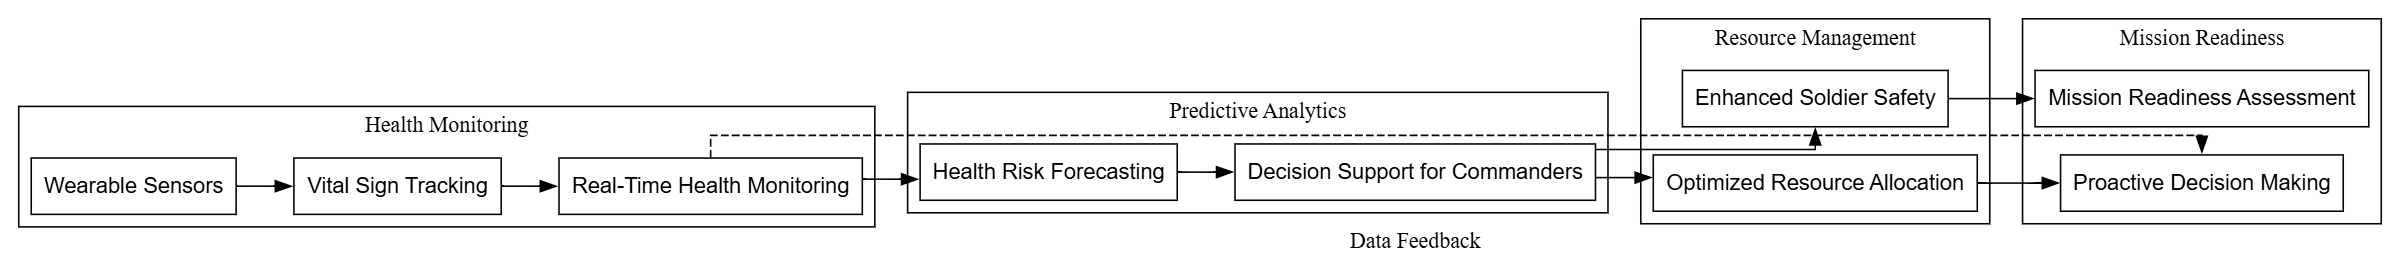 Health Monitoring
Wearable Sensors
Vital Sign Tracking
Real-Time Health Monitoring
Predictive Analytics
Health Risk Forecasting
Decision Support for Commanders
Resource Management
Enhanced Soldier Safety
Optimized Resource Allocation
Mission Readiness
Mission Readiness Assessment
Proactive Decision Making
Data Feedback